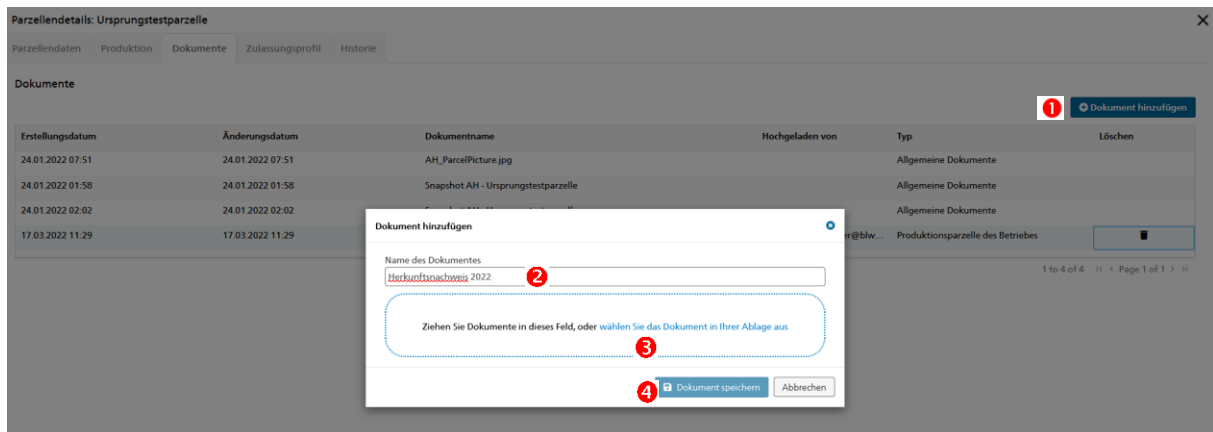 Parzellendetails: Ursprungstestparzelle
Parzellendaten Produktion Dokumente Zulassungsprofil Historie
Dokumente
1 Dokument hinzufügen
Erstellungsdatum Änderungsdatum Dokumentname Hochgeladen von Typ Löschen
24.01.2022 07:51 24.01.2022 07:51 AH_ParcelPicture.jpg Allgemeine Dokumente
24.01.2022 01:58 24.01.2022 01:58 Snapshot AH - Ursprungstestparzelle Allgemeine Dokumente
24.01.2022 02:02 24.01.2022 02:02 Allgemeine Dokumente
17.03.2022 11:29 17.03.2022 11:29 er@blw... Produktionsparzelle des Betriebes
1 to 4 of 4 Page 1 of 1
Dokument hinzufügen
Name des Dokumentes
Herkunftsnachweis 2022 2
Ziehen Sie Dokumente in dieses Feld, oder wählen Sie das Dokument in Ihrer Ablage aus
3
4 Dokument speichern Abbrechen